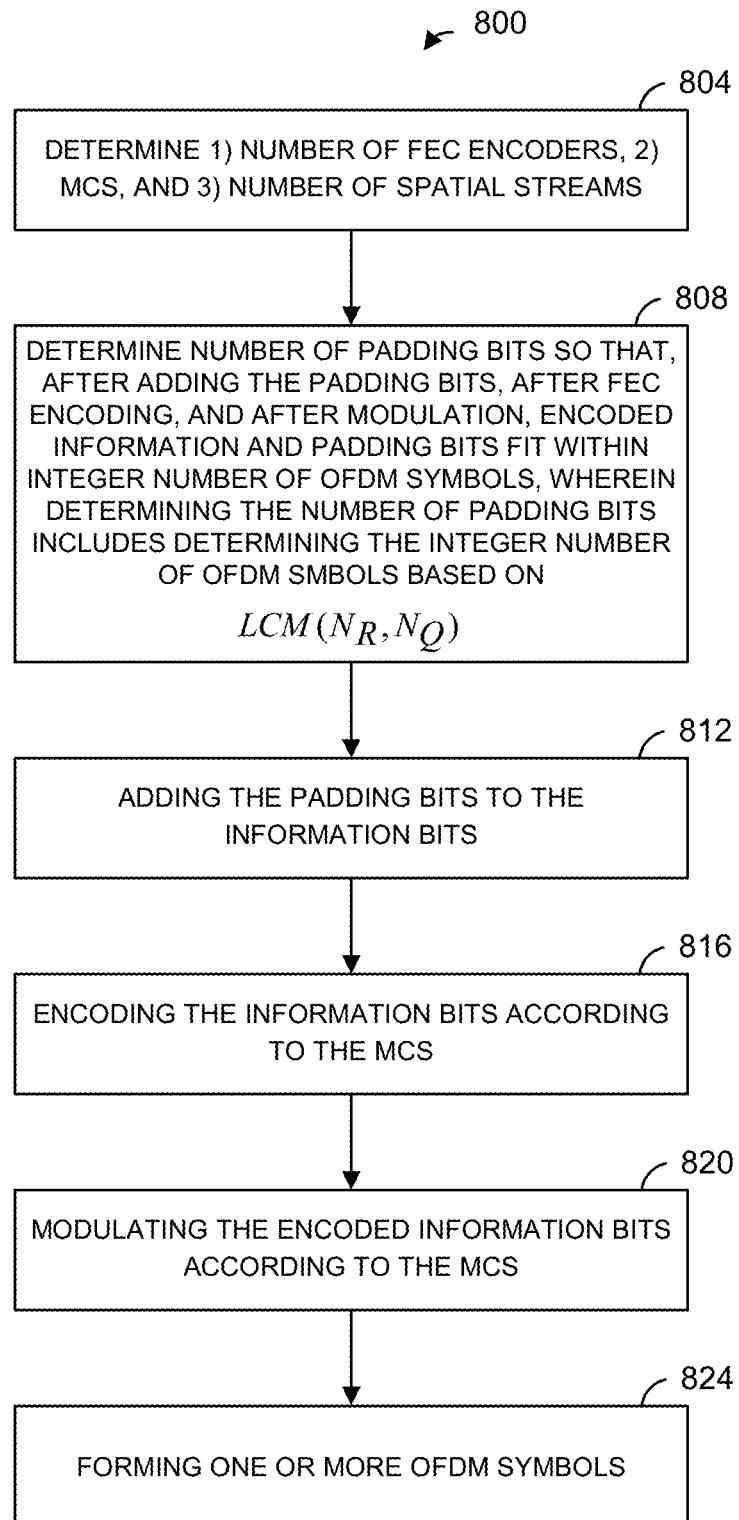 800
804
DETERMINE 1) NUMBER OF FEC ENCODERS, 2)
MCS, AND 3) NUMBER OF SPATIAL STREAMS
808
DETERMINE NUMBER OF PADDING BITS SO THAT,
AFTER ADDING THE PADDING BITS, AFTER FEC
ENCODING, AND AFTER MODULATION, ENCODED
INFORMATION AND PADDING BITS FIT WITHIN
INTEGER NUMBER OF OFDM SYMBOLS, WHEREIN
DETERMINING THE NUMBER OF PADDING BITS
INCLUDES DETERMINING THE INTEGER NUMBER
OF OFDM SMBOLS BASED ON
LCM(N_R, N_Q)
812
ADDING THE PADDING BITS TO THE
INFORMATION BITS
816
ENCODING THE INFORMATION BITS ACCORDING
TO THE MCS
820
MODULATING THE ENCODED INFORMATION BITS
ACCORDING TO THE MCS
824
FORMING ONE OR MORE OFDM SYMBOLS